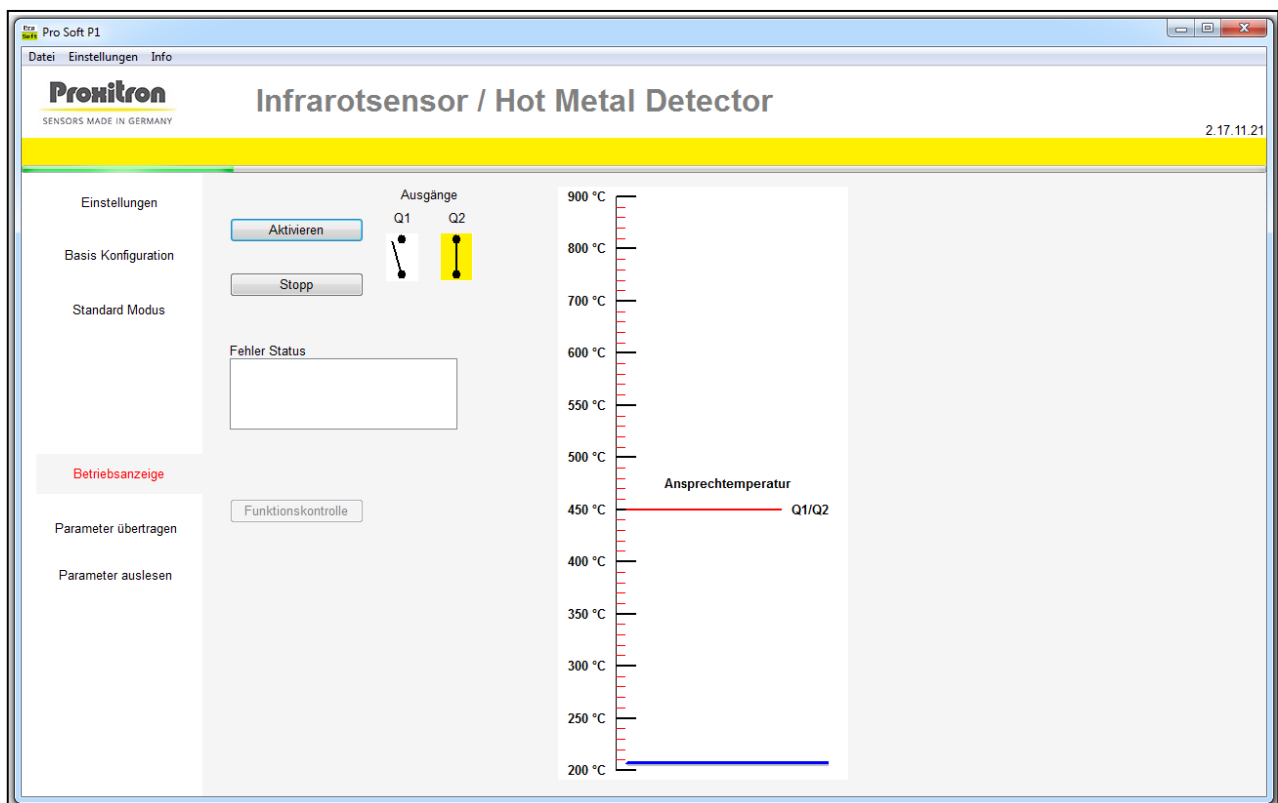 Eco
Soft
Pro Soft P1
Datei Einstellungen Info
Proxitron
SENSORS MADE IN GERMANY
Infrarotsensor / Hot Metal Detector
2.17.11.21
Einstellungen
Basis Konfiguration
Standard Modus
Betriebsanzeige
Parameter übertragen
Parameter auslesen
Aktivieren
Stopp
Ausgänge
Q1 Q2
Fehler Status
Funktionskontrolle
900 °C
800 °C
700 °C
600 °C
550 °C
500 °C
Ansprechtemperatur
450 °C Q1/Q2
400 °C
350 °C
300 °C
250 °C
200 °C